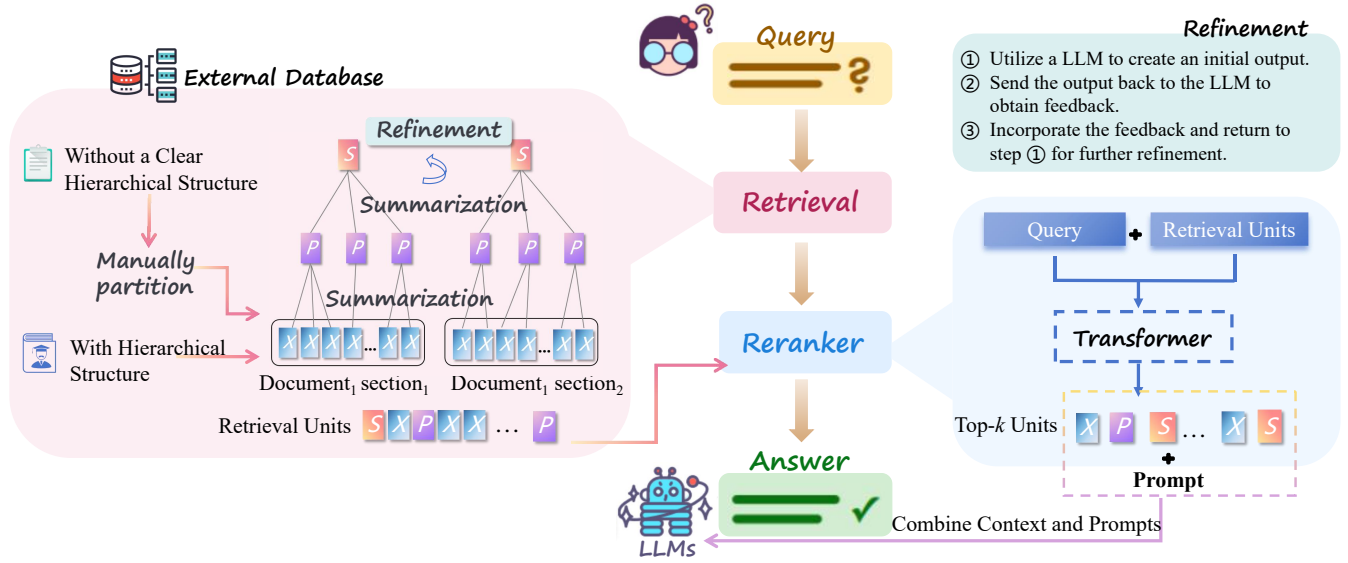 External Database
Without a Clear
Hierarchical Structure
Manually
partition
With Hierarchical
Structure
Refinement
S S
Summarization
P P P P P P
Summarization
X X X X ... X X X X X X ... X X
Document1 section1 Document1 section2
Retrieval Units S X P X X ... P
?
Query
?
Retrieval
Reranker
Answer
LLMs
Refinement
① Utilize a LLM to create an initial output.
② Send the output back to the LLM to
obtain feedback.
③ Incorporate the feedback and return to
step ① for further refinement.
Query + Retrieval Units
Transformer
Top-k Units X P S ... X S
+
Prompt
Combine Context and Prompts